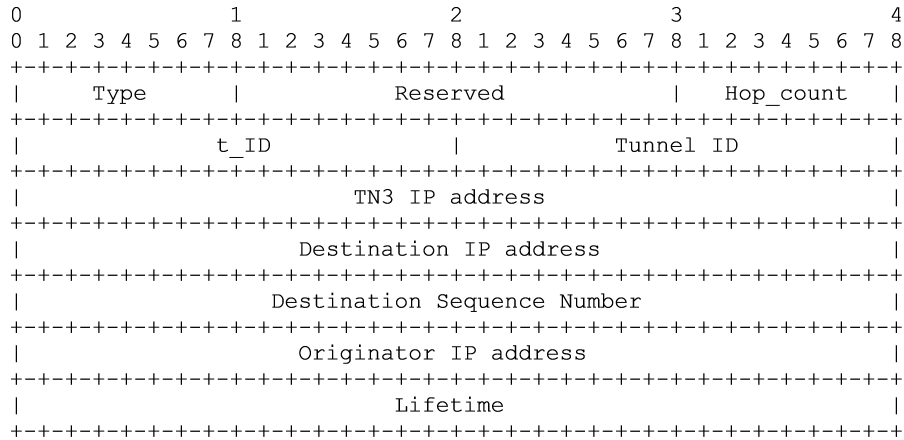 0 1 2 3 4
0 1 2 3 4 5 6 7 8 1 2 3 4 5 6 7 8 1 2 3 4 5 6 7 8 1 2 3 4 5 6 7 8
+-+-+-+-+-+-+-+-+-+-+-+-+-+-+-+-+-+-+-+-+-+-+-+-+-+-+-+-+-+-+-+-+
| Type | Reserved | Hop_count |
+-+-+-+-+-+-+-+-+-+-+-+-+-+-+-+-+-+-+-+-+-+-+-+-+-+-+-+-+-+-+-+-+
| t_ID | Tunnel ID |
+-+-+-+-+-+-+-+-+-+-+-+-+-+-+-+-+-+-+-+-+-+-+-+-+-+-+-+-+-+-+-+-+
| TN3 IP address |
+-+-+-+-+-+-+-+-+-+-+-+-+-+-+-+-+-+-+-+-+-+-+-+-+-+-+-+-+-+-+-+-+
| Destination IP address |
+-+-+-+-+-+-+-+-+-+-+-+-+-+-+-+-+-+-+-+-+-+-+-+-+-+-+-+-+-+-+-+-+
| Destination Sequence Number |
+-+-+-+-+-+-+-+-+-+-+-+-+-+-+-+-+-+-+-+-+-+-+-+-+-+-+-+-+-+-+-+-+
| Originator IP address |
+-+-+-+-+-+-+-+-+-+-+-+-+-+-+-+-+-+-+-+-+-+-+-+-+-+-+-+-+-+-+-+-+
| Lifetime |
+-+-+-+-+-+-+-+-+-+-+-+-+-+-+-+-+-+-+-+-+-+-+-+-+-+-+-+-+-+-+-+-+